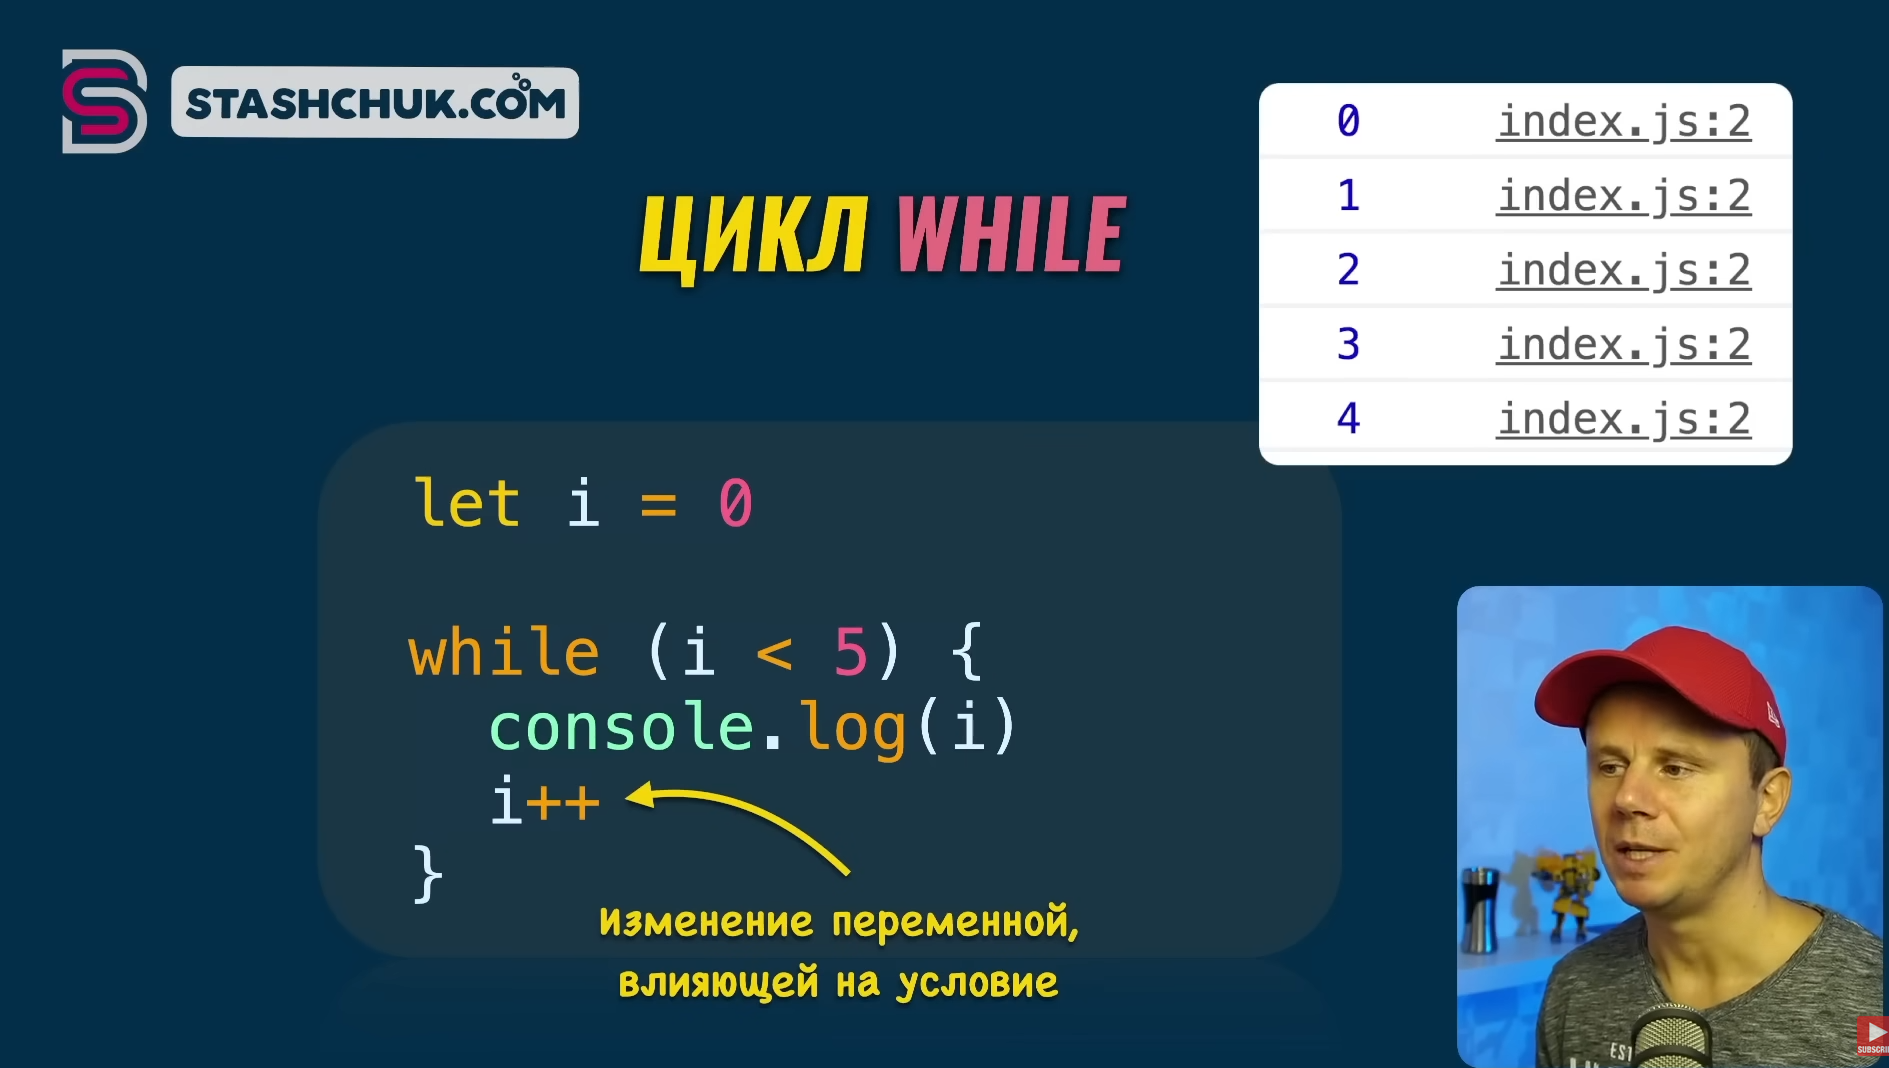 STASHCHUK.COM
ЦИКЛ WHILE
0 index.js:2
1 index.js:2
2 index.js:2
3 index.js:2
4 index.js:2
let i = 0
while (i < 5) {
console.log(i)
i++
}
Изменение переменной,
влияющей на условие
EST